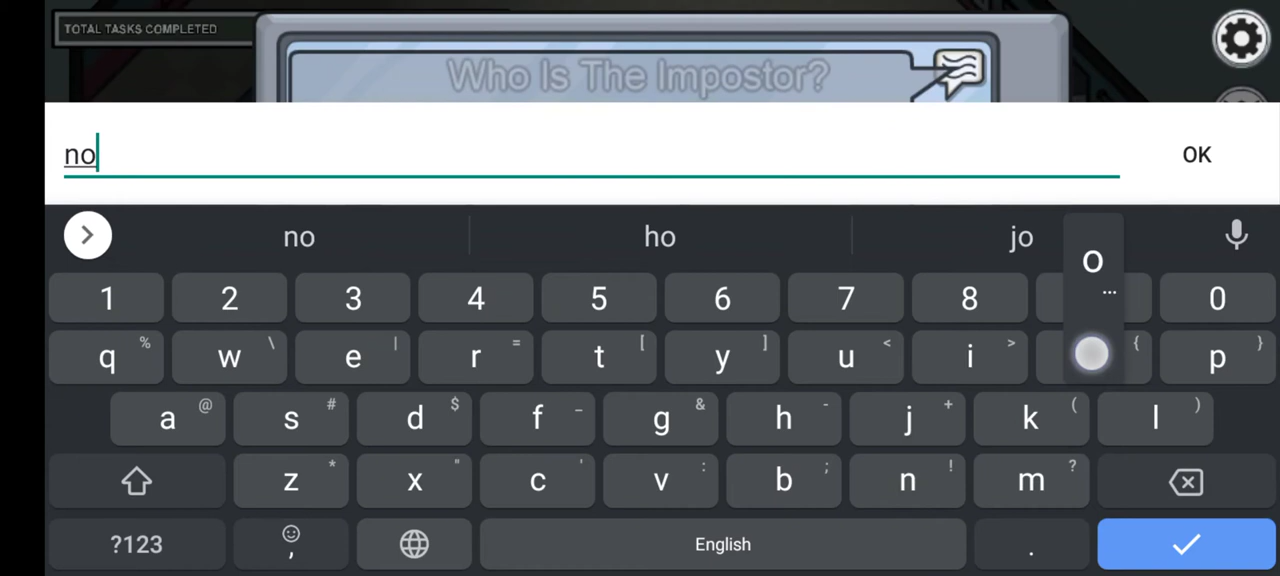 TOTAL TASKS COMPLETED
Who Is The Impostor?
no
OK
no ho jo
o
...
1 2 3 4 5 6 7 8 0
% \ | = [ ] < > { }
q w e r t y u i p
@ # $ _ & - + ( )
a s d f g h j k l
* " ' : ; ! ?
z x c v b n m
?123 , English .